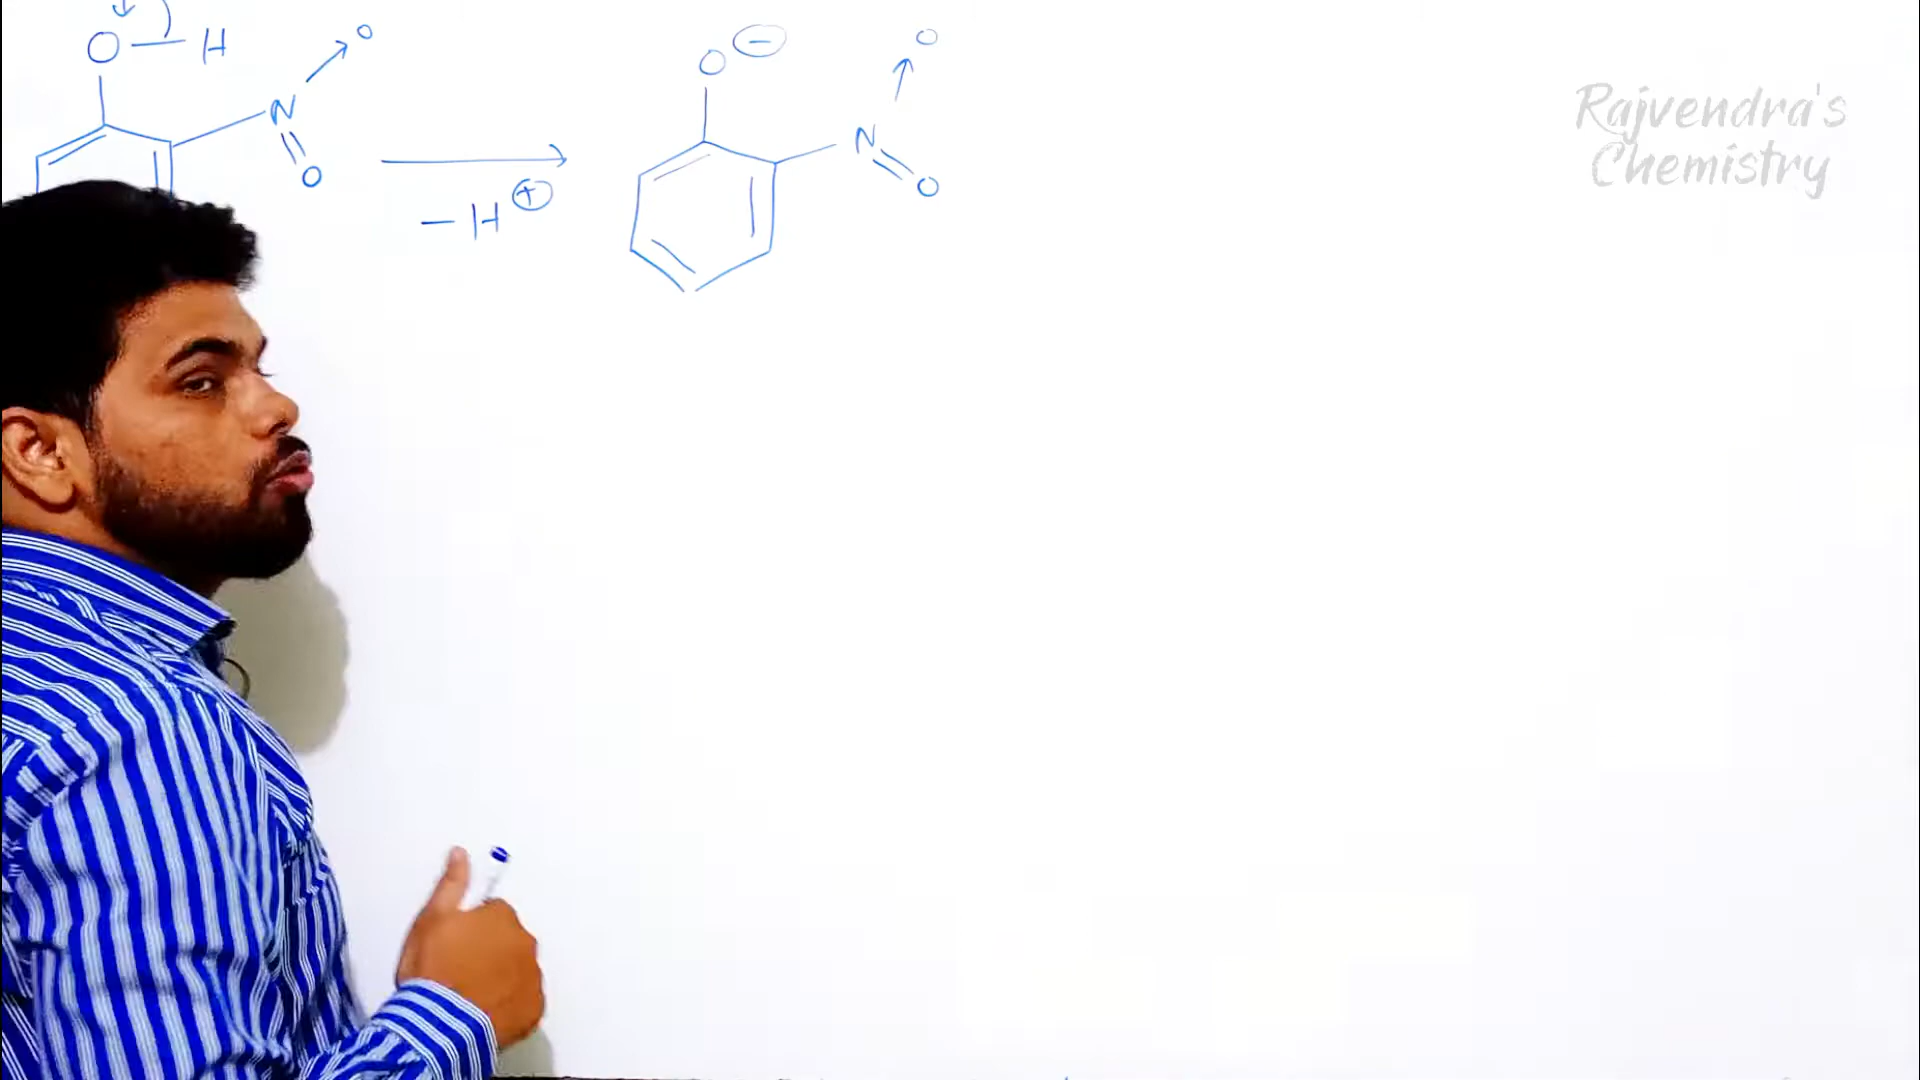 O — H
N → O
O
− H ⊕
O ⊖
N → O
O
Rajvendra's
Chemistry